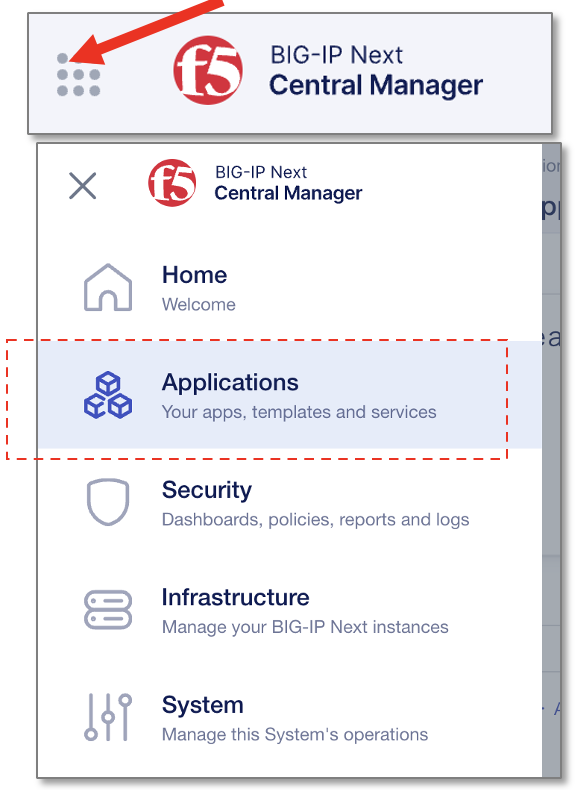 f5
BIG-IP Next
Central Manager
f5
BIG-IP Next
Central Manager
Home
Welcome
Applications
Your apps, templates and services
Security
Dashboards, policies, reports and logs
Infrastructure
Manage your BIG-IP Next instances
System
Manage this System's operations